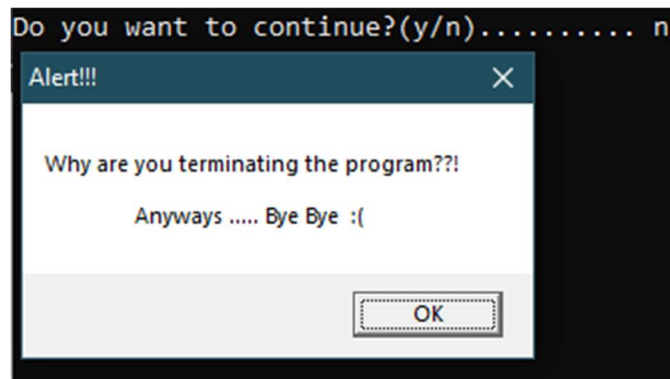 Do you want to continue?(y/n).......... n
Alert!!!
Why are you terminating the program??!
Anyways ..... Bye Bye :(
OK